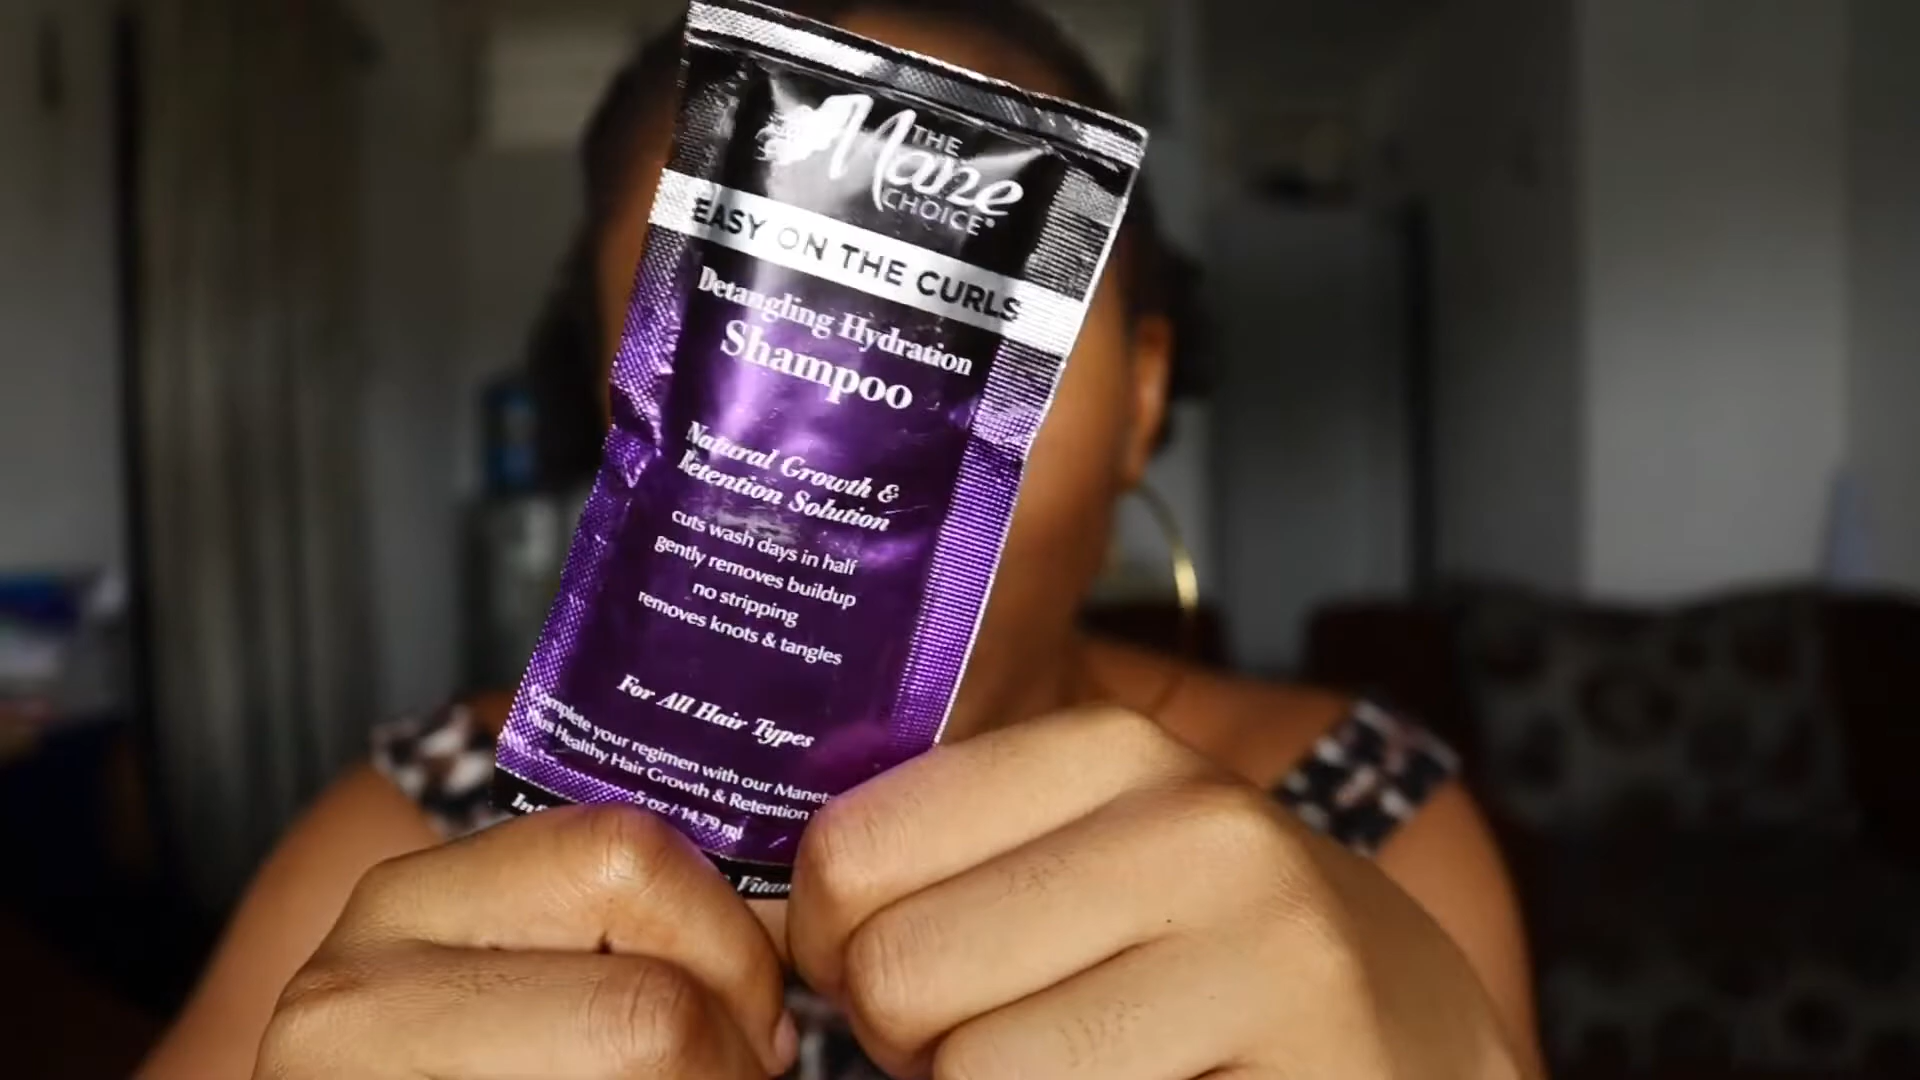 THE
Mane
CHOICE®
EASY ON THE CURLS
Detangling Hydration
Shampoo
Natural Growth &
Retention Solution
cuts wash days in half
gently removes buildup
no stripping
removes knots & tangles
For All Hair Types
Complete your regimen with our Manet
Plus Healthy Hair Growth & Retention
.5 oz / 14.79 ml